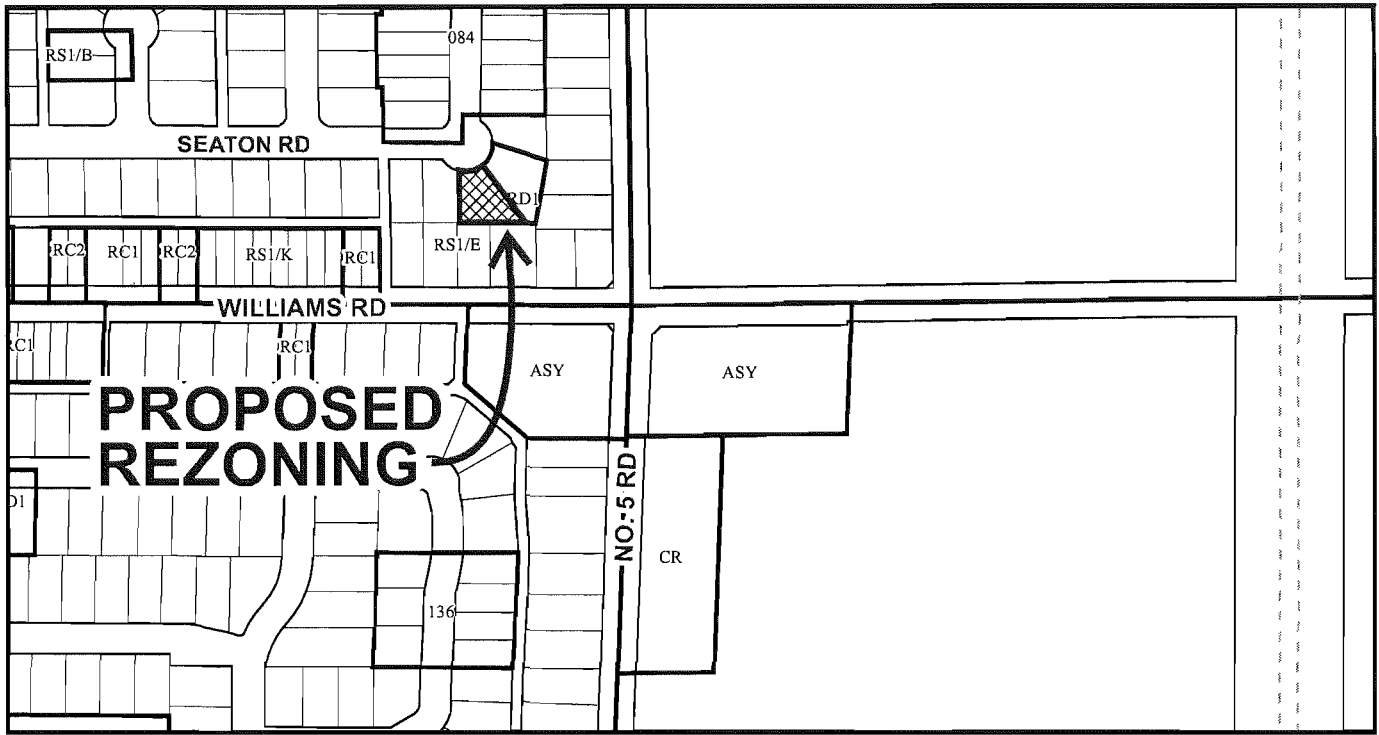 084
RS1/B
SEATON RD
RD1
RS1/E
RC2
RC1
RC2
RS1/K
RC1
WILLIAMS RD
RC1
RC1
ASY
ASY
PROPOSED
REZONING
NO. 5 RD
CR
136